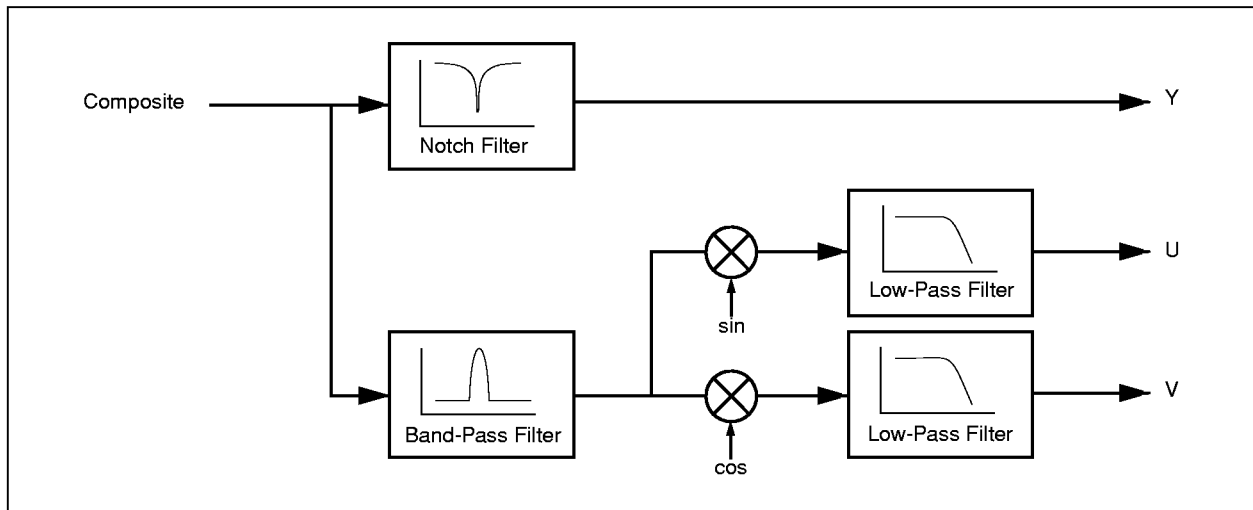 Composite
Notch Filter
Y
Low-Pass Filter
U
sin
Band-Pass Filter
Low-Pass Filter
V
cos